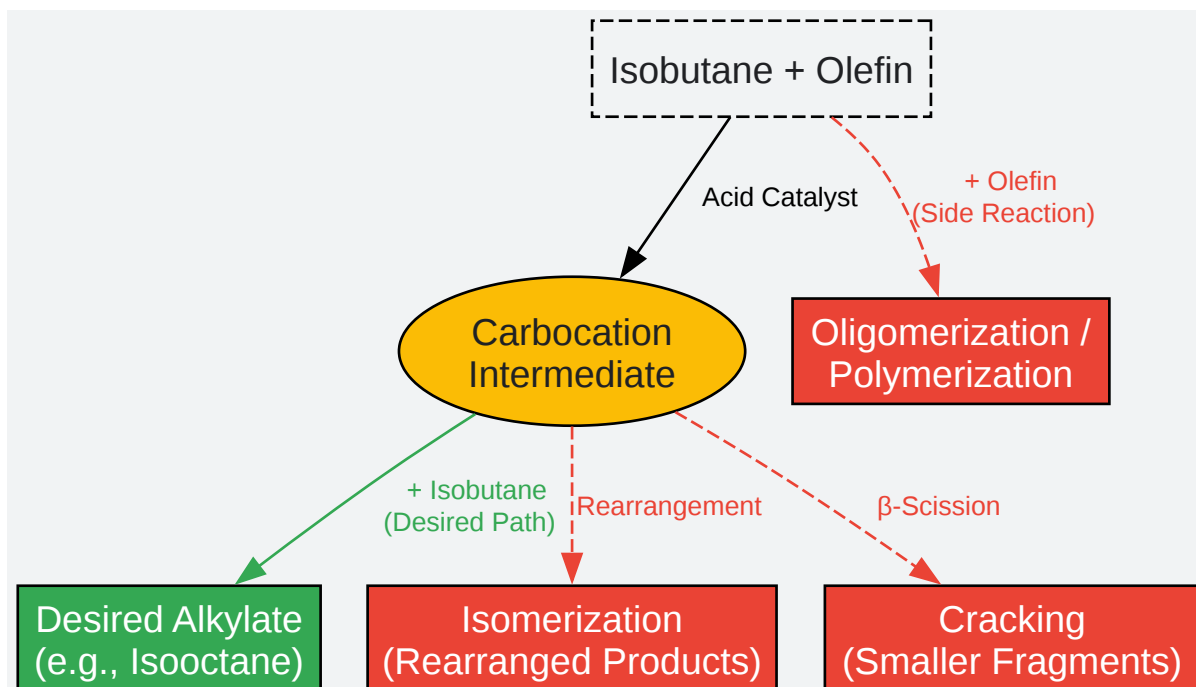 Isobutane + Olefin
Acid Catalyst
+ Olefin
(Side Reaction)
Carbocation
Intermediate
Oligomerization /
Polymerization
+ Isobutane
(Desired Path)
Rearrangement
β-Scission
Desired Alkylate
(e.g., Isooctane)
Isomerization
(Rearranged Products)
Cracking
(Smaller Fragments)